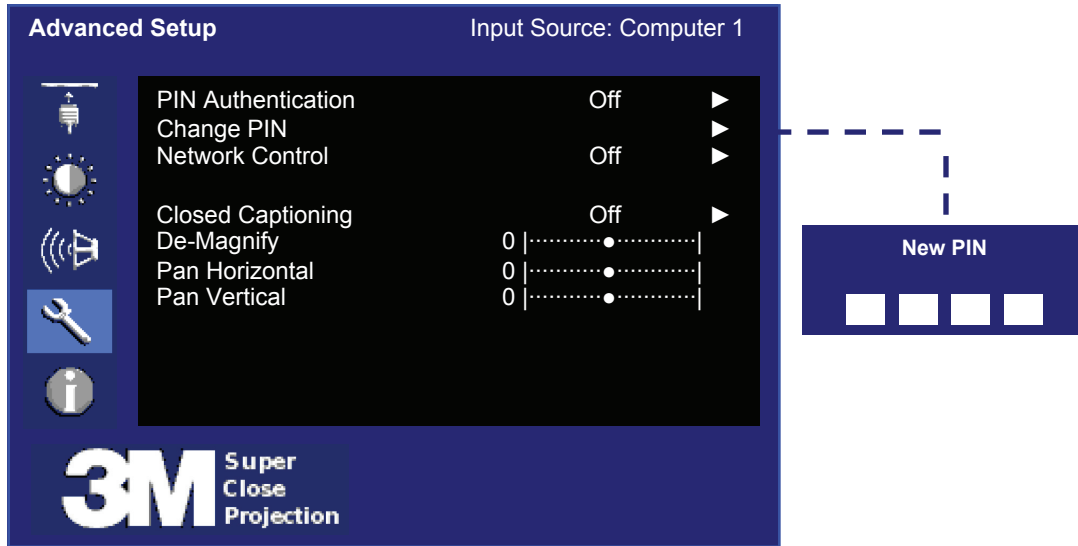 Advanced Setup Input Source: Computer 1
PIN Authentication Off ►
Change PIN ►
Network Control Off ►
Closed Captioning Off ►
De-Magnify 0 |···········●············|
Pan Horizontal 0 |···········●············|
Pan Vertical 0 |···········●············|
New PIN
3M Super
Close
Projection